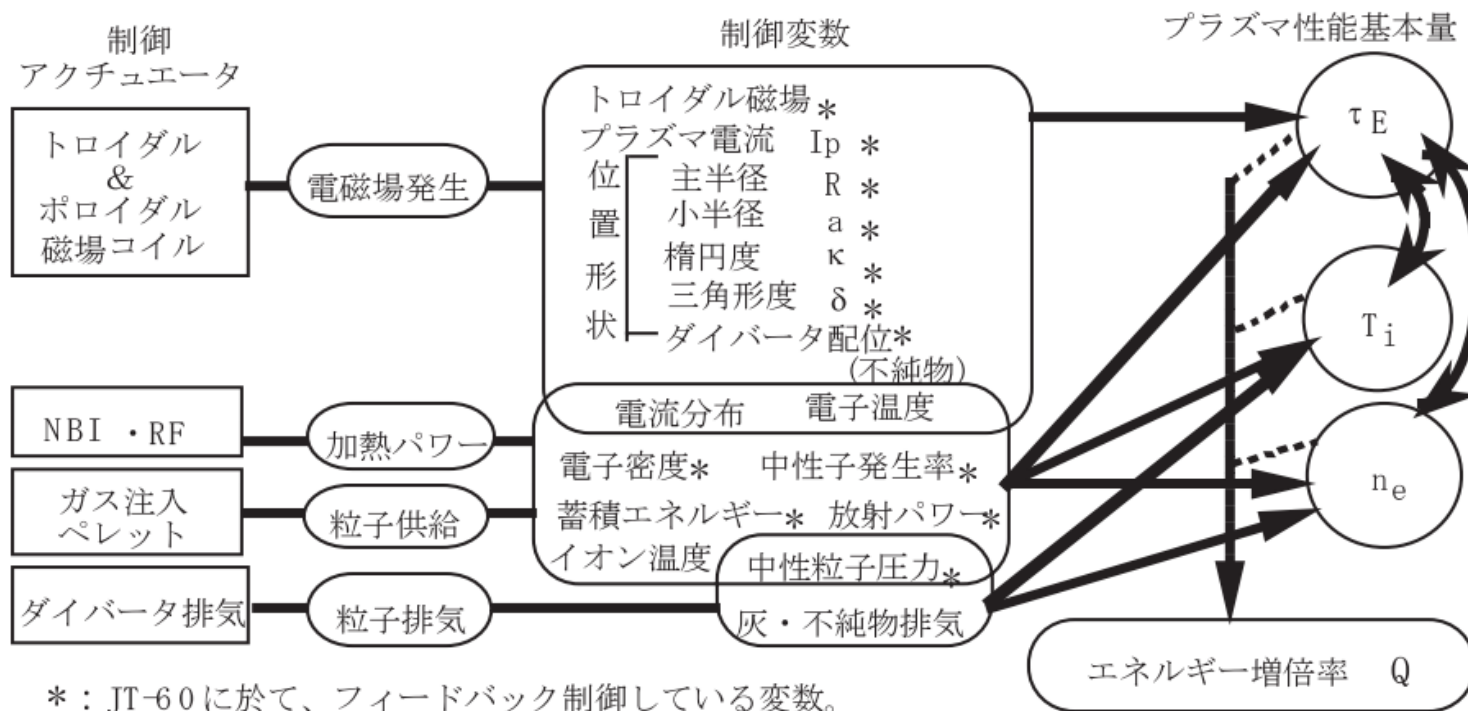 制御
アクチュエータ
制御変数
プラズマ性能基本量
トロイダル
&
ポロイダル
磁場コイル
電磁場発生
トロイダル磁場*
プラズマ電流 Ip *
位置形状
主半径 R *
小半径 a *
楕円度 κ *
三角形度 δ *
ダイバータ配位*
(不純物)
電流分布 電子温度
NBI ・RF
加熱パワー
電子密度* 中性子発生率*
ガス注入
ペレット
粒子供給
蓄積エネルギー* 放射パワー*
イオン温度
中性粒子圧力*
ダイバータ排気
粒子排気
灰・不純物排気
τE
Ti
ne
エネルギー増倍率 Q
*：JT-60に於て、フィードバック制御している変数。